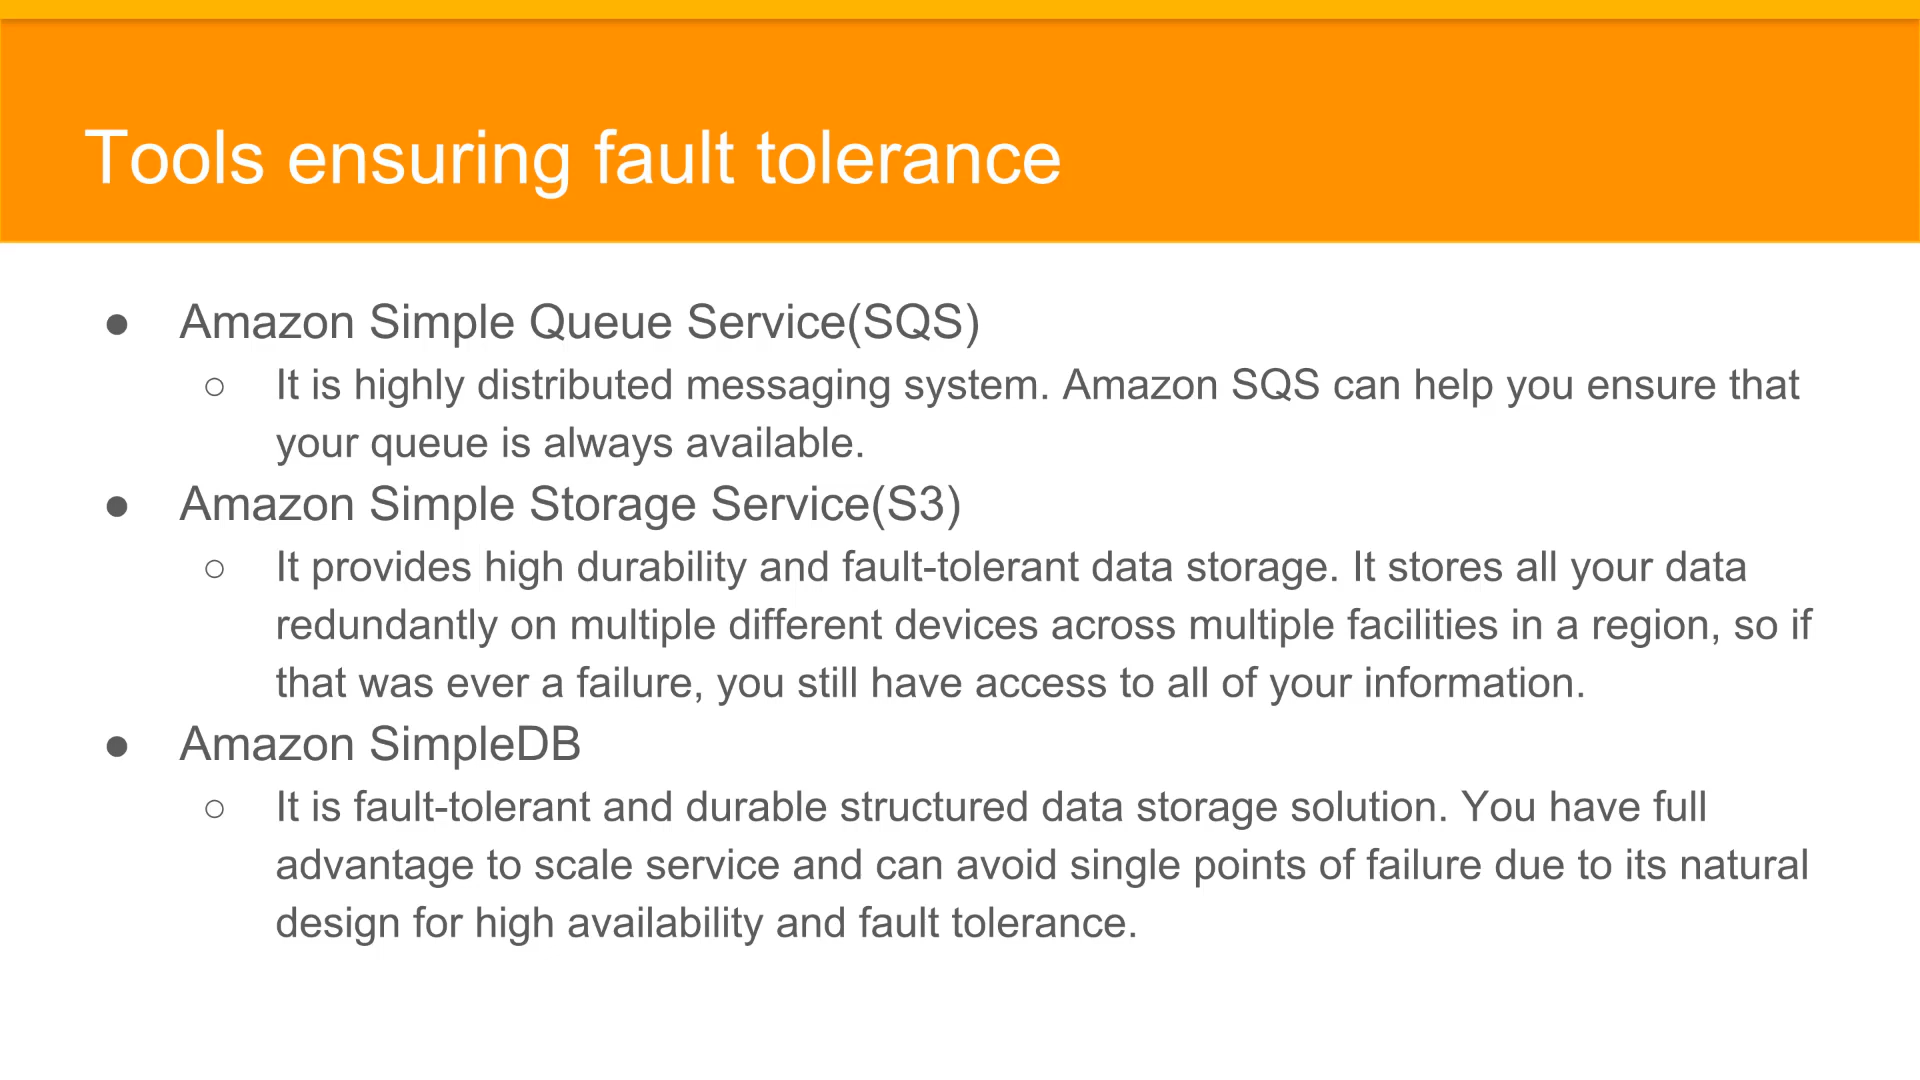 Tools ensuring fault tolerance
● Amazon Simple Queue Service(SQS)
○ It is highly distributed messaging system. Amazon SQS can help you ensure that
your queue is always available.
● Amazon Simple Storage Service(S3)
○ It provides high durability and fault-tolerant data storage. It stores all your data
redundantly on multiple different devices across multiple facilities in a region, so if
that was ever a failure, you still have access to all of your information.
● Amazon SimpleDB
○ It is fault-tolerant and durable structured data storage solution. You have full
advantage to scale service and can avoid single points of failure due to its natural
design for high availability and fault tolerance.